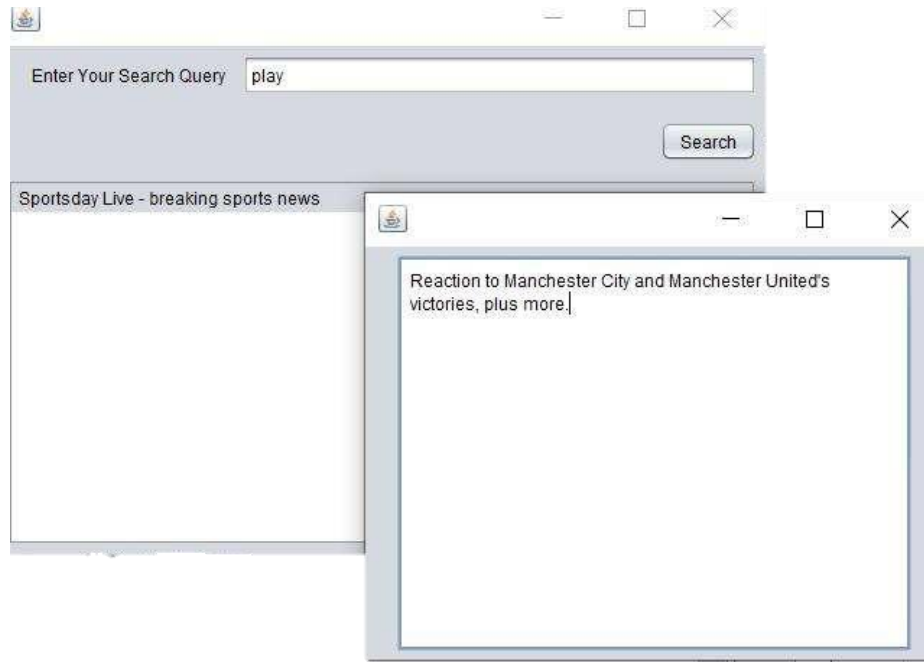 Enter Your Search Query
play
Search
Sportsday Live - breaking sports news
Reaction to Manchester City and Manchester United's
victories, plus more.